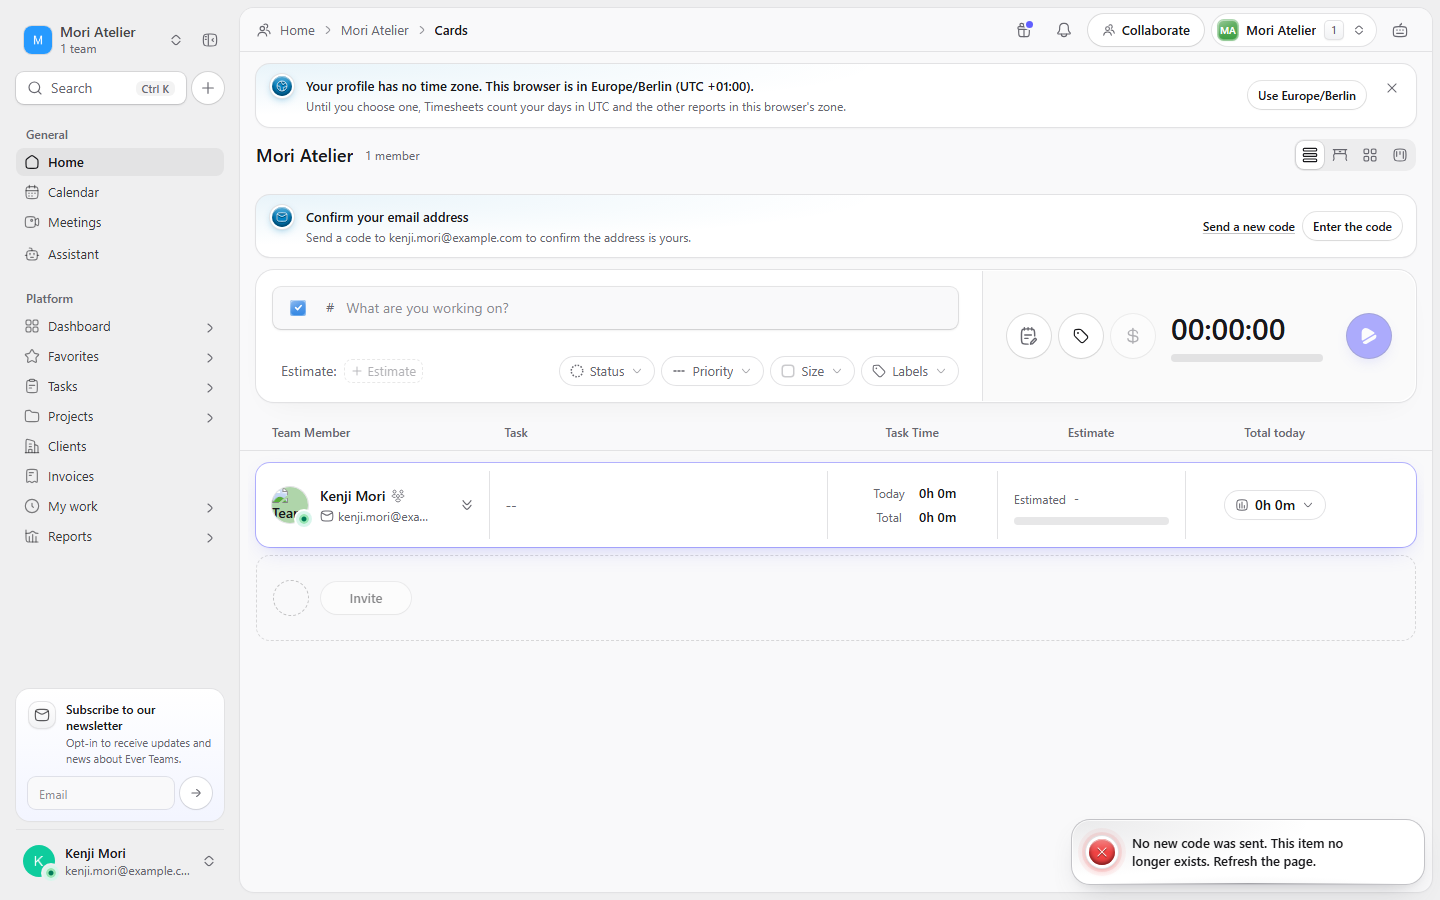 Mori Atelier
1 team
Search
Ctrl K
General
Home
Calendar
Meetings
Assistant
Platform
Dashboard
Favorites
Tasks
Projects
Clients
Invoices
My work
Reports
Subscribe to our
newsletter
Opt-in to receive updates and
news about Ever Teams.
Email
K
Kenji Mori
kenji.mori@example.c...
M
Home
Mori Atelier
Cards
Collaborate
MA
Mori Atelier
1
Your profile has no time zone. This browser is in Europe/Berlin (UTC +01:00).
Until you choose one, Timesheets count your days in UTC and the other reports in this browser's zone.
Use Europe/Berlin
Mori Atelier
1 member
Confirm your email address
Send a code to kenji.mori@example.com to confirm the address is yours.
Send a new code
Enter the code
# What are you working on?
Estimate:
+ Estimate
Status
Priority
Size
Labels
$
00:00:00
Team Member
Task
Task Time
Estimate
Total today
Kenji Mori
kenji.mori@exa...
--
Today 0h 0m
Total 0h 0m
Estimated -
0h 0m
Invite
No new code was sent. This item no
longer exists. Refresh the page.